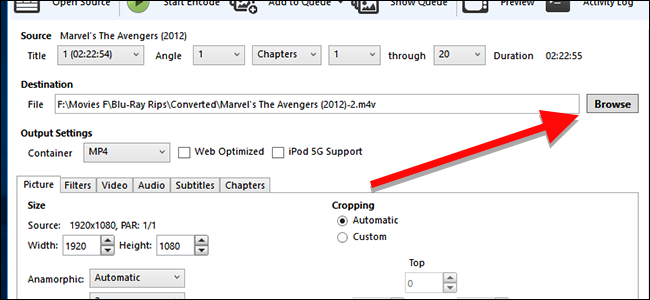 Open Source Start Encode Add to Queue Show Queue Preview Activity Log
Source Marvel's The Avengers (2012)
Title 1 (02:22:54) Angle 1 Chapters 1 through 20 Duration 02:22:55
Destination
File F:\Movies F\Blu-Ray Rips\Converted\Marvel's The Avengers (2012)-2.m4v Browse
Output Settings
Container MP4 Web Optimized iPod 5G Support
Picture Filters Video Audio Subtitles Chapters
Size Cropping
Source: 1920x1080, PAR: 1/1 Automatic
Width: 1920 Height: 1080 Custom
Top
Anamorphic: Automatic 0